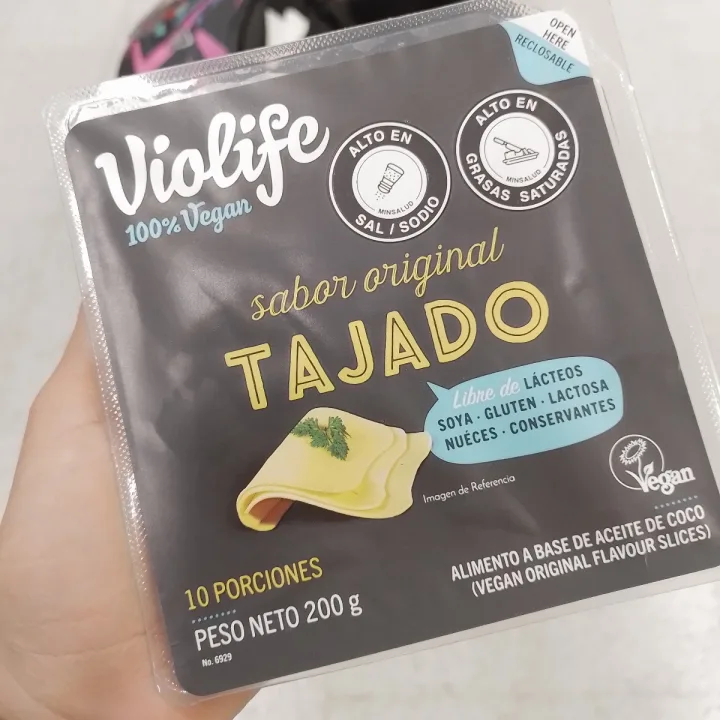 OPEN
HERE
RECLOSABLE
Violife
100% Vegan
ALTO EN
MINSALUD
SAL / SODIO
ALTO EN
MINSALUD
GRASAS SATURADAS
sabor original
TAJADO
Libre de LÁCTEOS
SOYA · GLUTEN · LACTOSA
NUÉCES · CONSERVANTES
Imagen de Referencia
Vegan
10 PORCIONES
PESO NETO 200 g
No. 6929
ALIMENTO A BASE DE ACEITE DE COCO
(VEGAN ORIGINAL FLAVOUR SLICES)